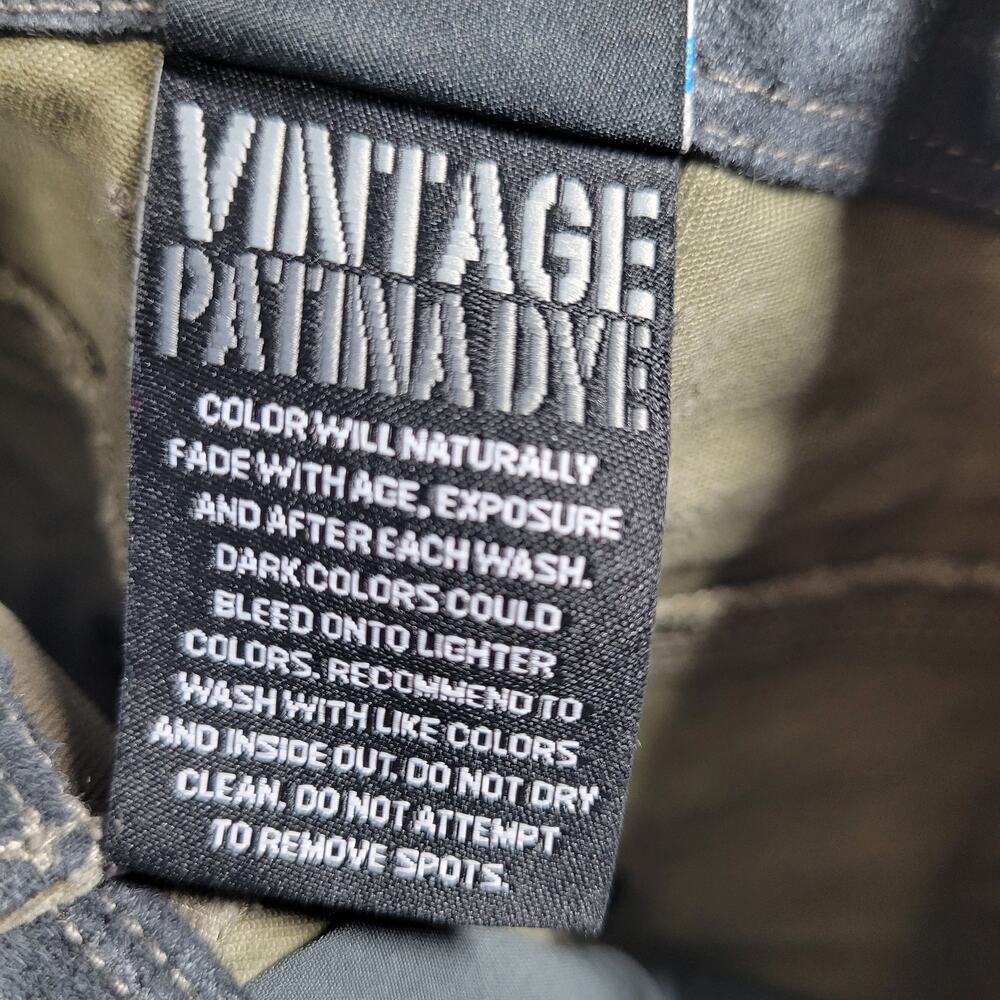 VINTAGE
PATINA DYE
COLOR WILL NATURALLY
FADE WITH AGE, EXPOSURE
AND AFTER EACH WASH.
DARK COLORS COULD
BLEED ONTO LIGHTER
COLORS. RECOMMEND TO
WASH WITH LIKE COLORS
AND INSIDE OUT. DO NOT DRY
CLEAN. DO NOT ATTEMPT
TO REMOVE SPOTS.